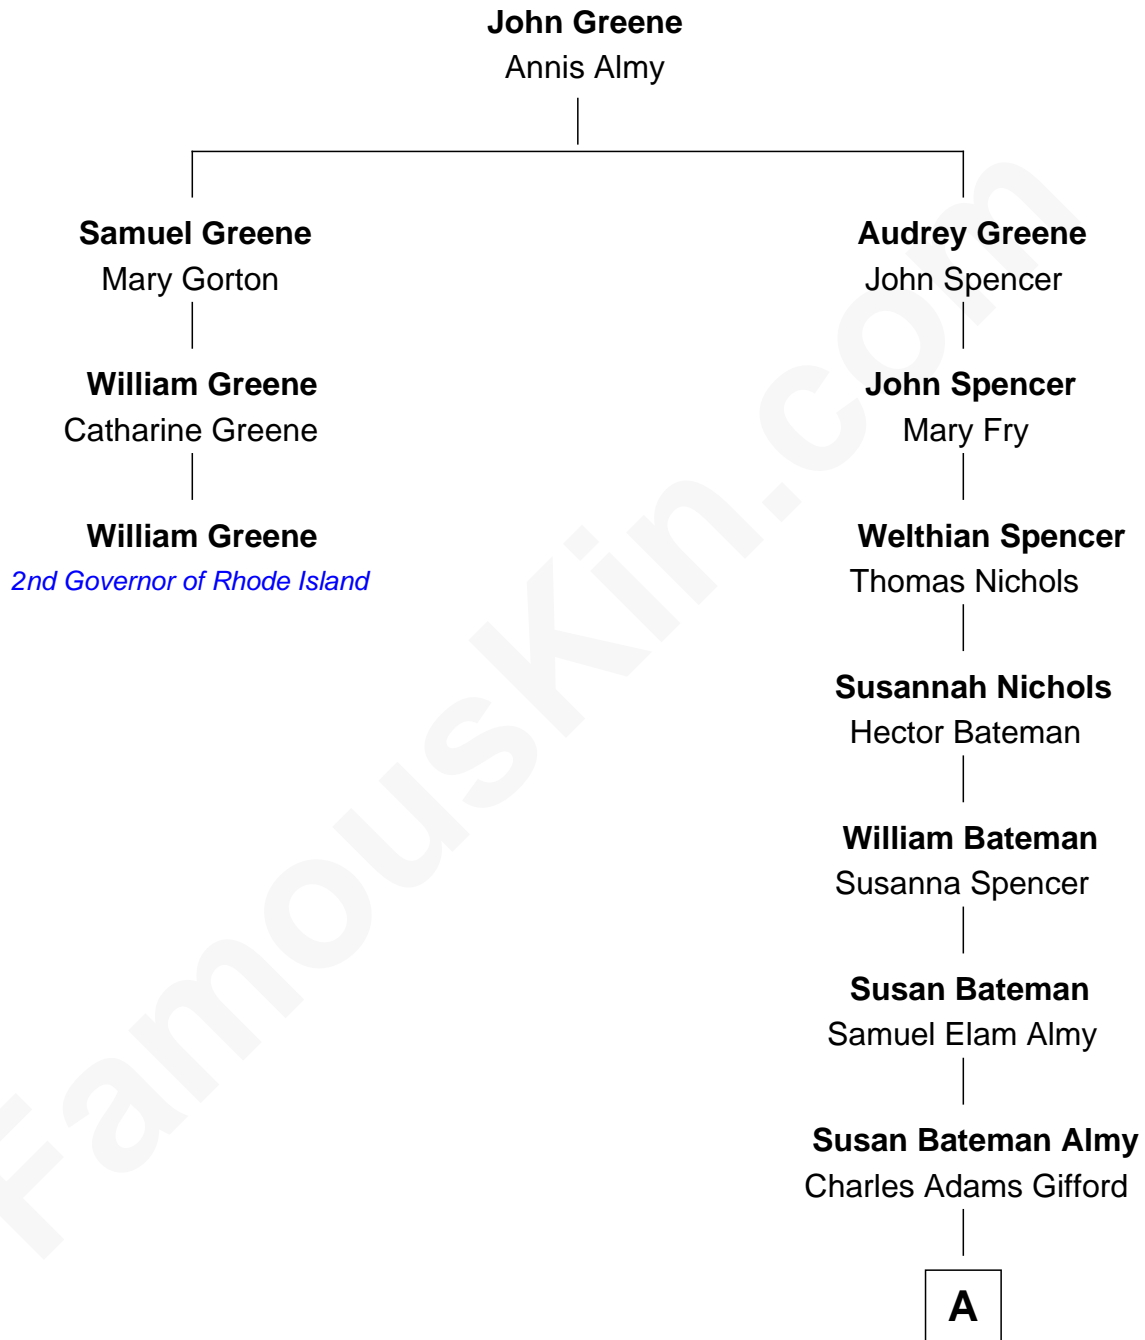 John Greene
Annis Almy
Samuel Greene
Mary Gorton
William Greene
Catharine Greene
William Greene
2nd Governor of Rhode Island
Audrey Greene
John Spencer
John Spencer
Mary Fry
Welthian Spencer
Thomas Nichols
Susannah Nichols
Hector Bateman
William Bateman
Susanna Spencer
Susan Bateman
Samuel Elam Almy
Susan Bateman Almy
Charles Adams Gifford
A
FamousKin.com